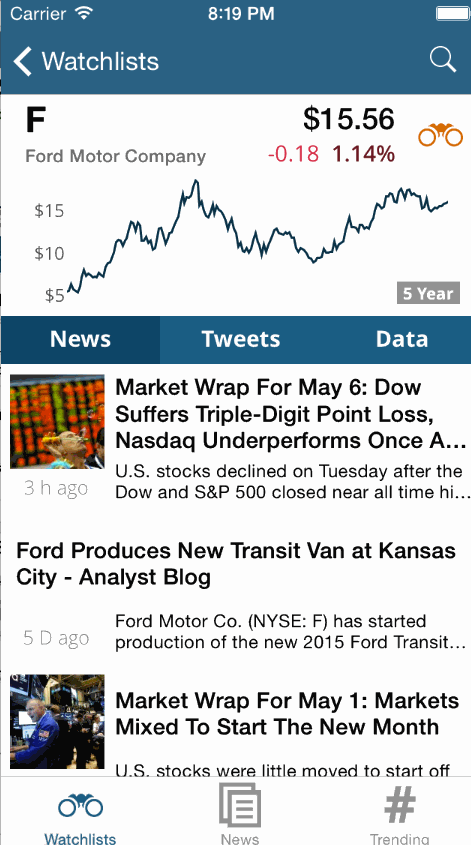 Carrier 8:19 PM
Watchlists
F $15.56
Ford Motor Company -0.18 1.14%
$15
$10
$5
5 Year
News Tweets Data
Market Wrap For May 6: Dow
Suffers Triple-Digit Point Loss,
Nasdaq Underperforms Once A...
U.S. stocks declined on Tuesday after the
Dow and S&P 500 closed near all time hi...
3 h ago
Ford Produces New Transit Van at Kansas
City - Analyst Blog
Ford Motor Co. (NYSE: F) has started
production of the new 2015 Ford Transit...
5 D ago
Market Wrap For May 1: Markets
Mixed To Start The New Month
U.S. stocks were little moved to start off
Watchlists News Trending